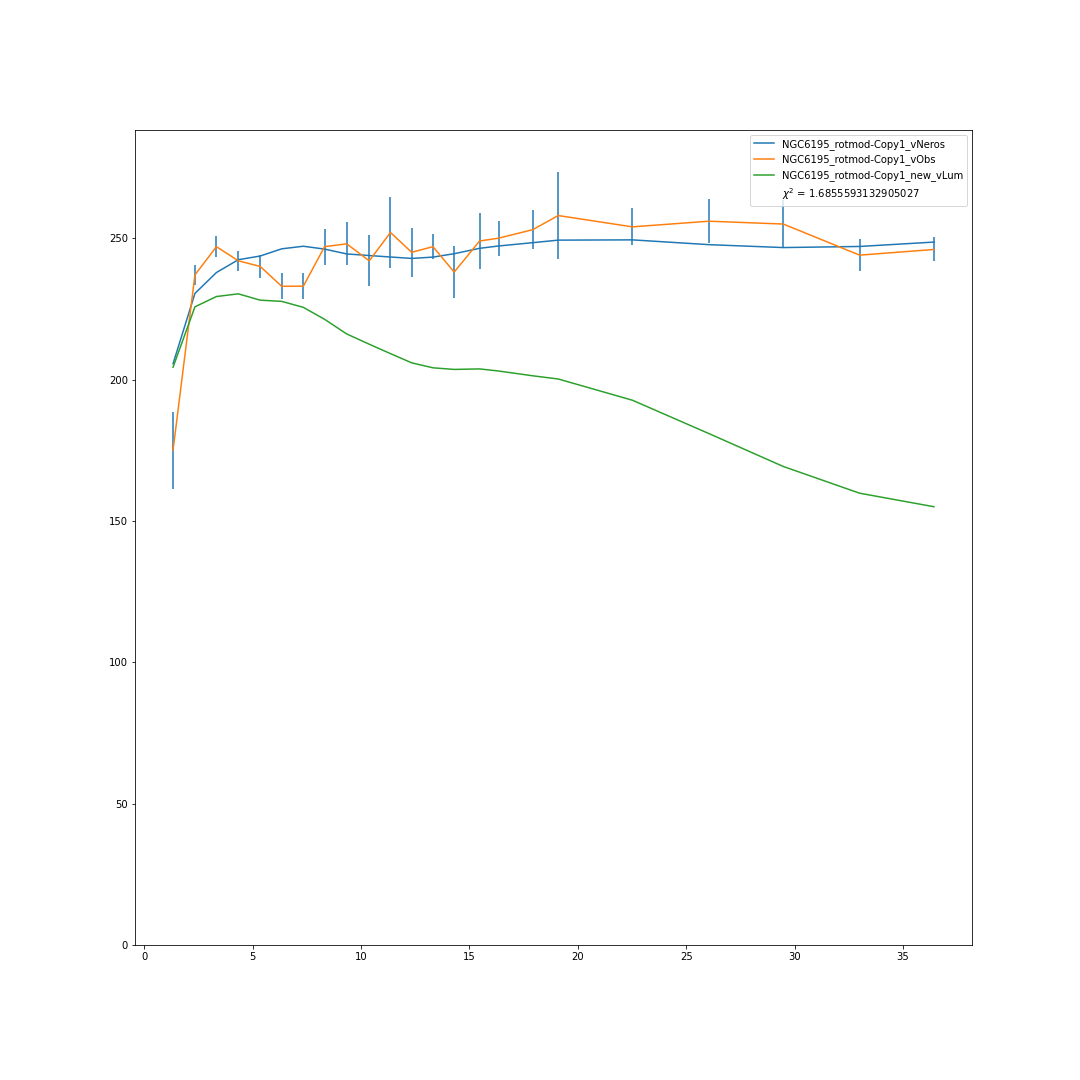 NGC6195_rotmod-Copy1_vNeros
NGC6195_rotmod-Copy1_vObs
NGC6195_rotmod-Copy1_new_vLum
χ² = 1.6855593132905027
250
200
150
100
50
0
0 5 10 15 20 25 30 35